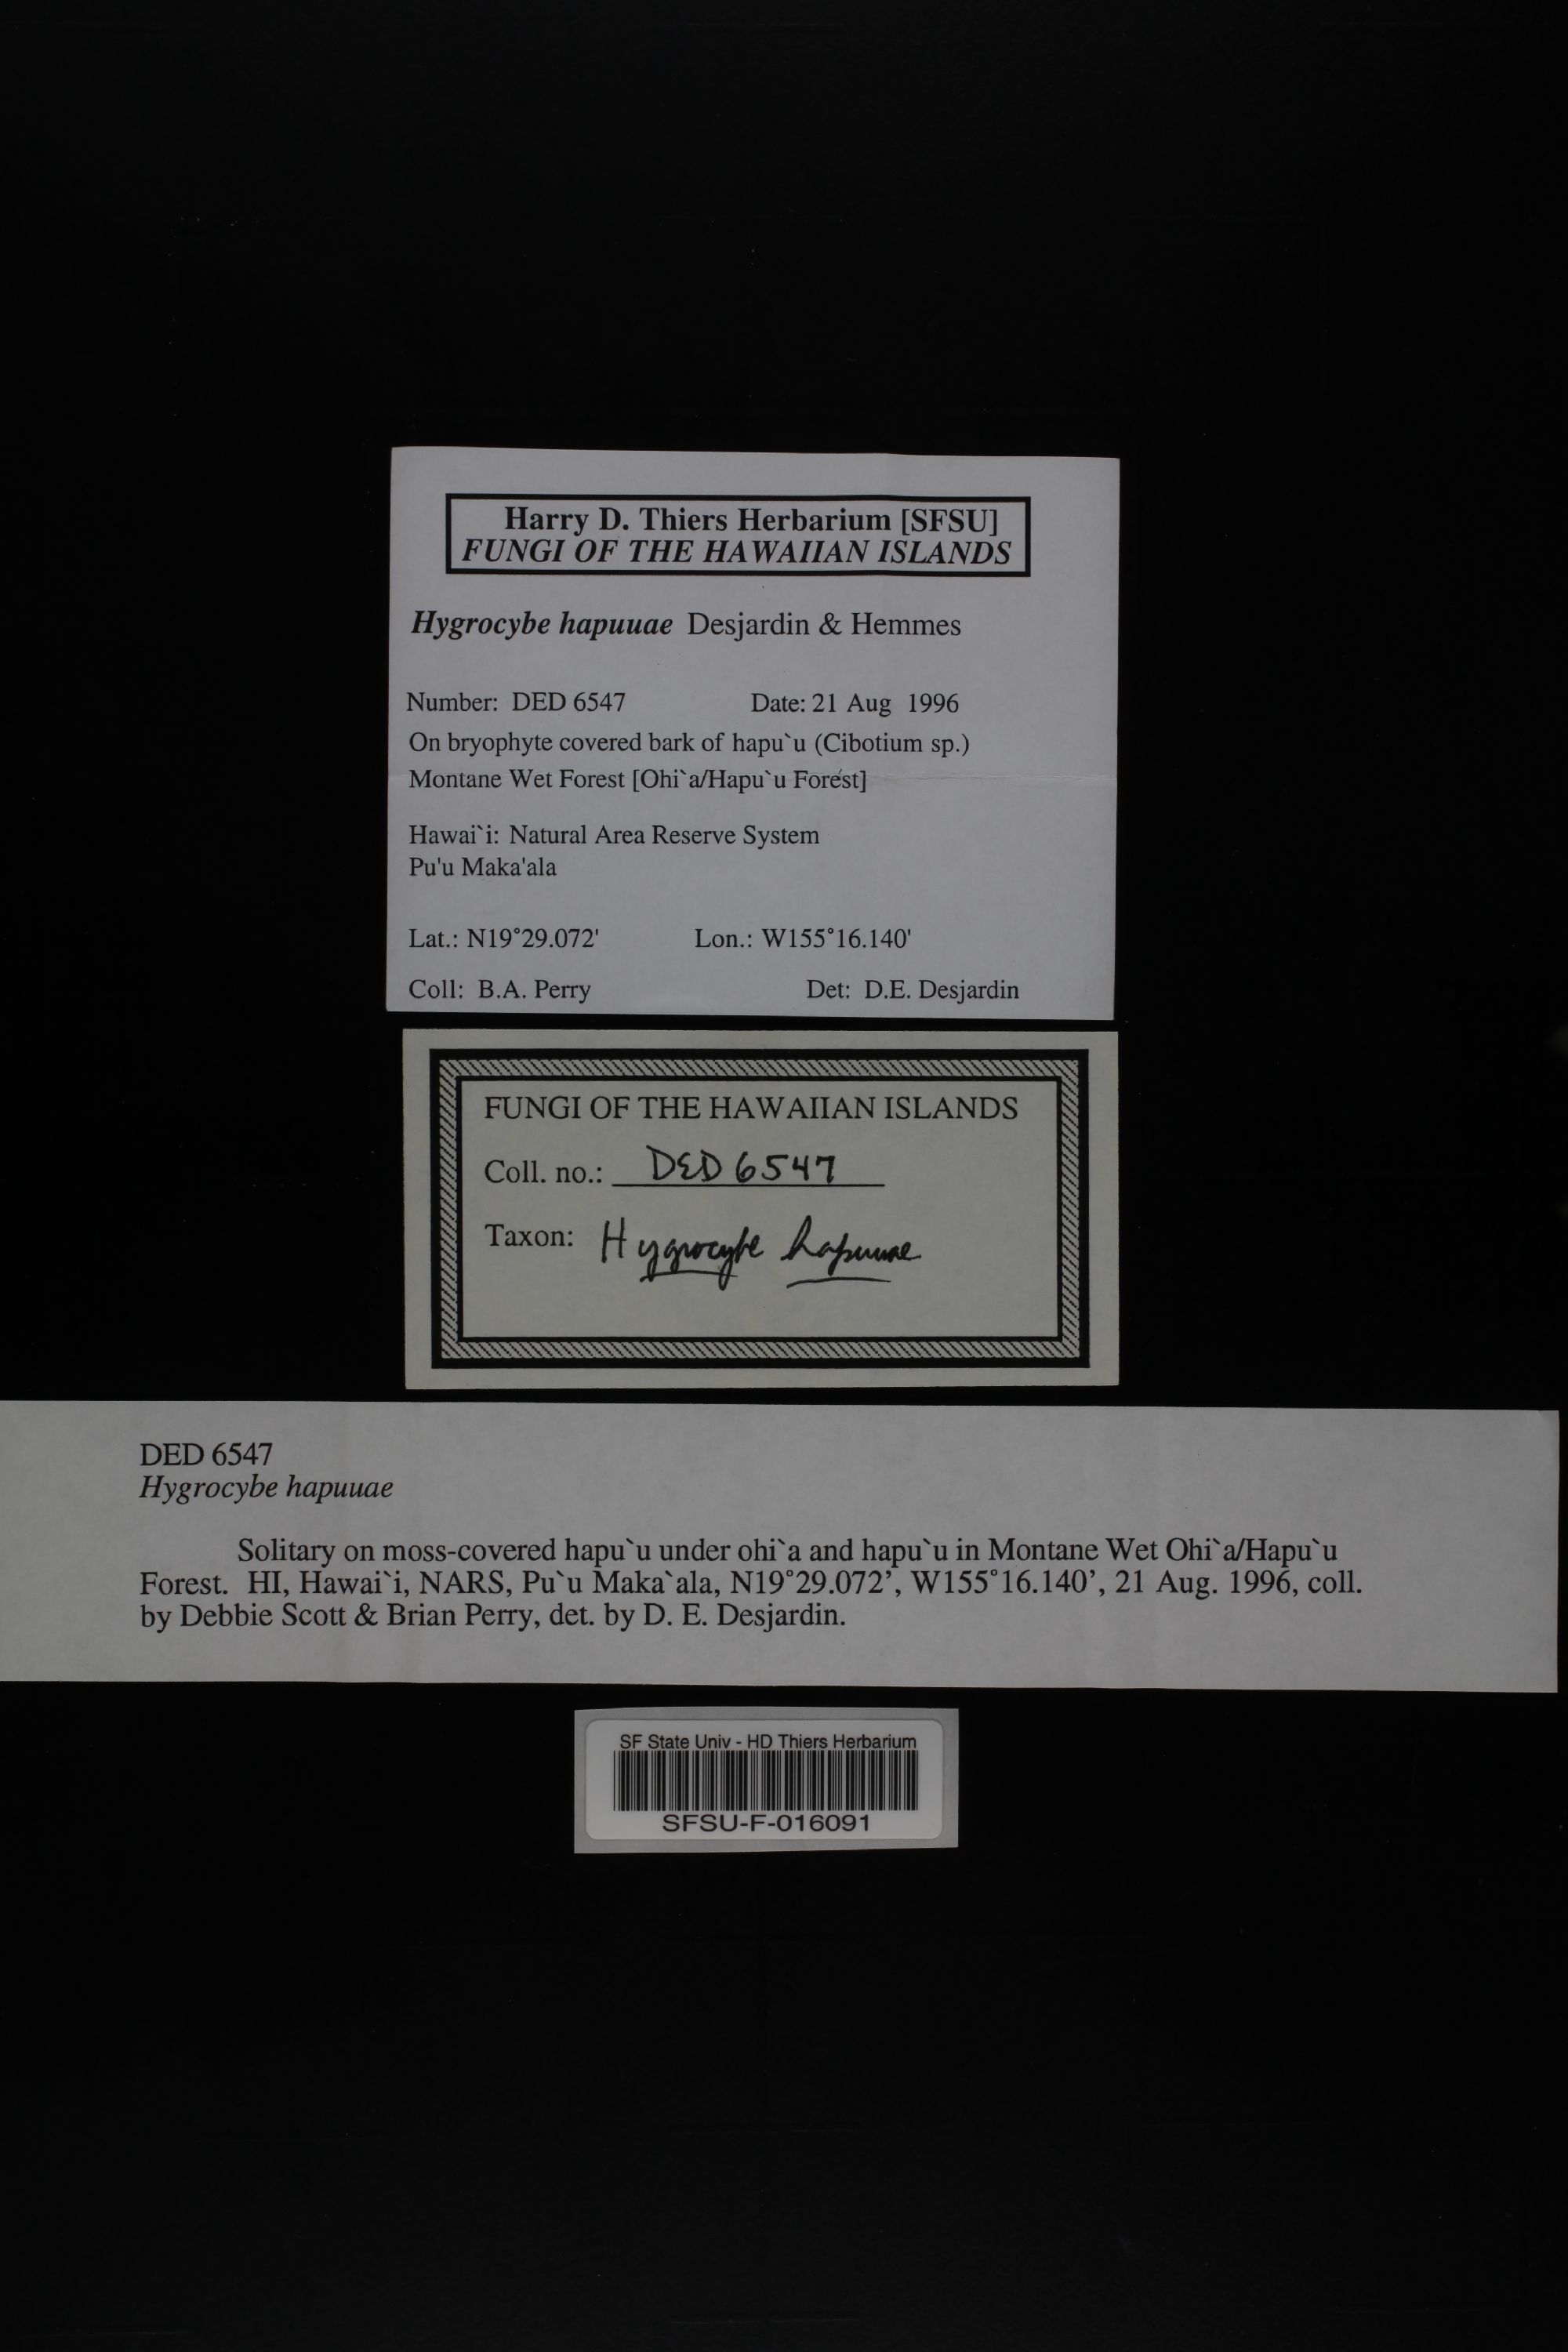 Harry D. Thiers Herbarium [SFSU]
FUNGI OF THE HAWAIIAN ISLANDS
Hygrocybe hapuuae Desjardin & Hemmes
Number: DED 6547 Date: 21 Aug 1996
On bryophyte covered bark of hapu`u (Cibotium sp.)
Montane Wet Forest [Ohi`a/Hapu`u Forest]
Hawai`i: Natural Area Reserve System
Pu'u Maka'ala
Lat.: N19°29.072' Lon.: W155°16.140'
Coll: B.A. Perry Det: D.E. Desjardin
FUNGI OF THE HAWAIIAN ISLANDS
Coll. no.: DED 6547
Taxon: Hygrocybe hapuuae
DED 6547
Hygrocybe hapuuae
Solitary on moss-covered hapu`u under ohi`a and hapu`u in Montane Wet Ohi`a/Hapu`u
Forest. HI, Hawai`i, NARS, Pu`u Maka`ala, N19°29.072’, W155°16.140’, 21 Aug. 1996, coll.
by Debbie Scott & Brian Perry, det. by D. E. Desjardin.
SF State Univ - HD Thiers Herbarium
SFSU-F-016091